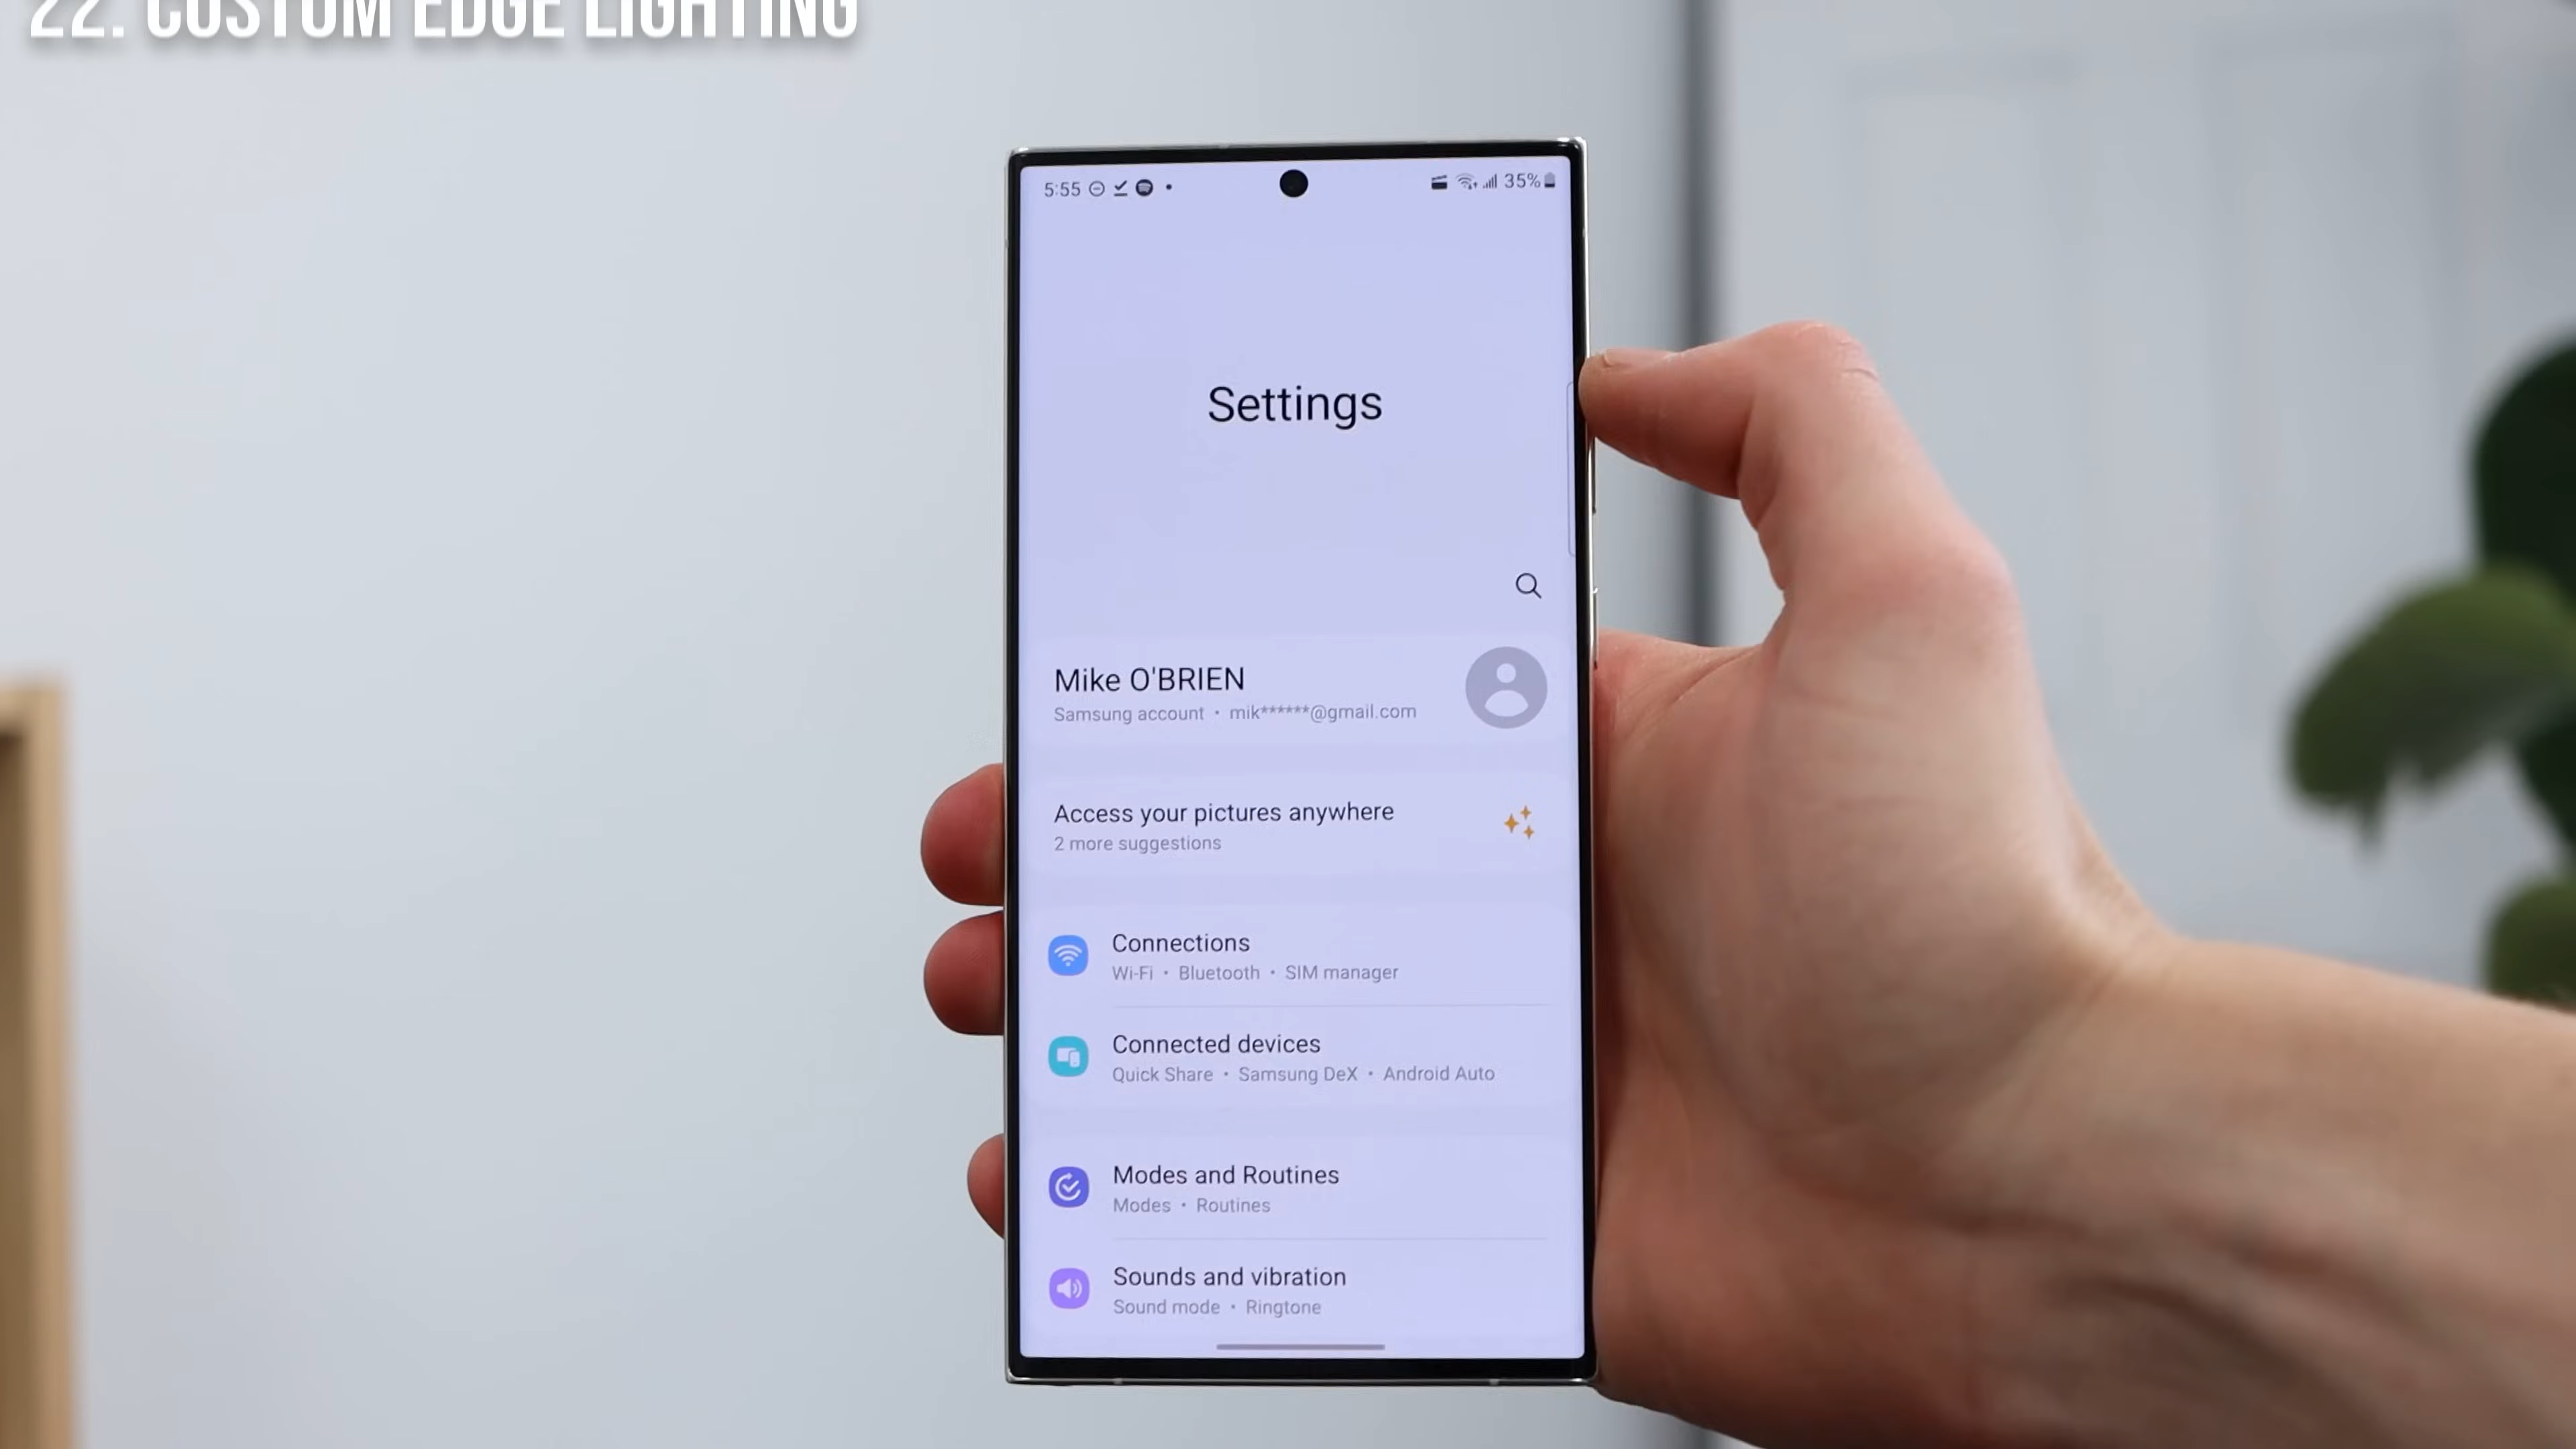 22. CUSTOM EDGE LIGHTING
5:55
35%
Settings
Mike O'BRIEN
Samsung account • mik******@gmail.com
Access your pictures anywhere
2 more suggestions
Connections
Wi-Fi • Bluetooth • SIM manager
Connected devices
Quick Share • Samsung DeX • Android Auto
Modes and Routines
Modes • Routines
Sounds and vibration
Sound mode • Ringtone